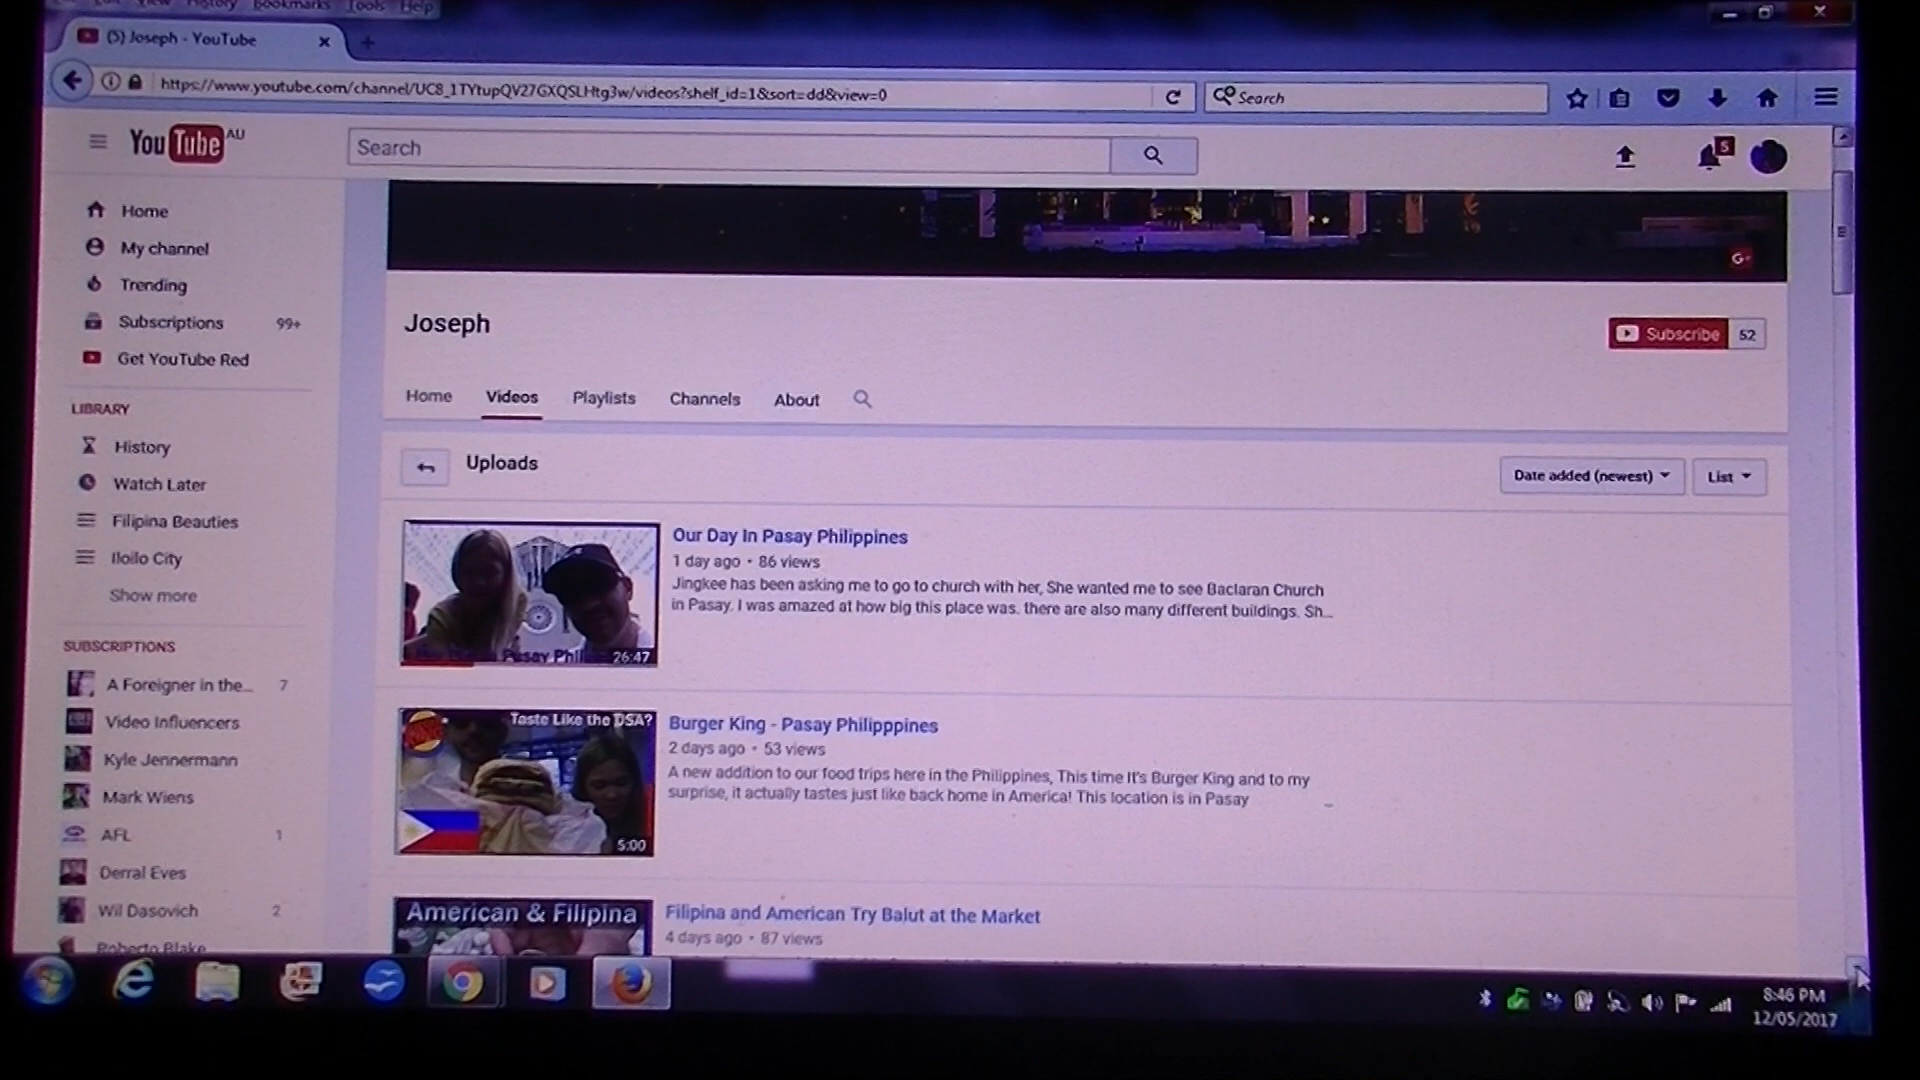 History Bookmarks Tools Help
(5) Joseph - YouTube
https://www.youtube.com/channel/UC8_1TYtupQV27GXQSLHtg3w/videos?shelf_id=1&sort=dd&view=0
Search
YouTube AU
Search
5
Home
My channel
Trending
Subscriptions 99+
Get YouTube Red
LIBRARY
History
Watch Later
Filipina Beauties
Iloilo City
Show more
SUBSCRIPTIONS
A Foreigner in the... 7
Video Influencers
Kyle Jennermann
Mark Wiens
AFL 1
Derral Eves
Wil Dasovich 2
Roberto Blake
G+
Joseph
Subscribe 52
Home Videos Playlists Channels About
Uploads
Date added (newest) List
Pasay Phil
26:47
Our Day In Pasay Philippines
1 day ago • 86 views
Jingkee has been asking me to go to church with her, She wanted me to see Baclaran Church
in Pasay. I was amazed at how big this place was. there are also many different buildings. Sh...
Taste Like the USA?
5:00
Burger King - Pasay Philipppines
2 days ago • 53 views
A new addition to our food trips here in the Philippines, This time It's Burger King and to my
surprise, it actually tastes just like back home in America! This location is in Pasay
American & Filipina
Filipina and American Try Balut at the Market
4 days ago • 87 views
8:46 PM
12/05/2017